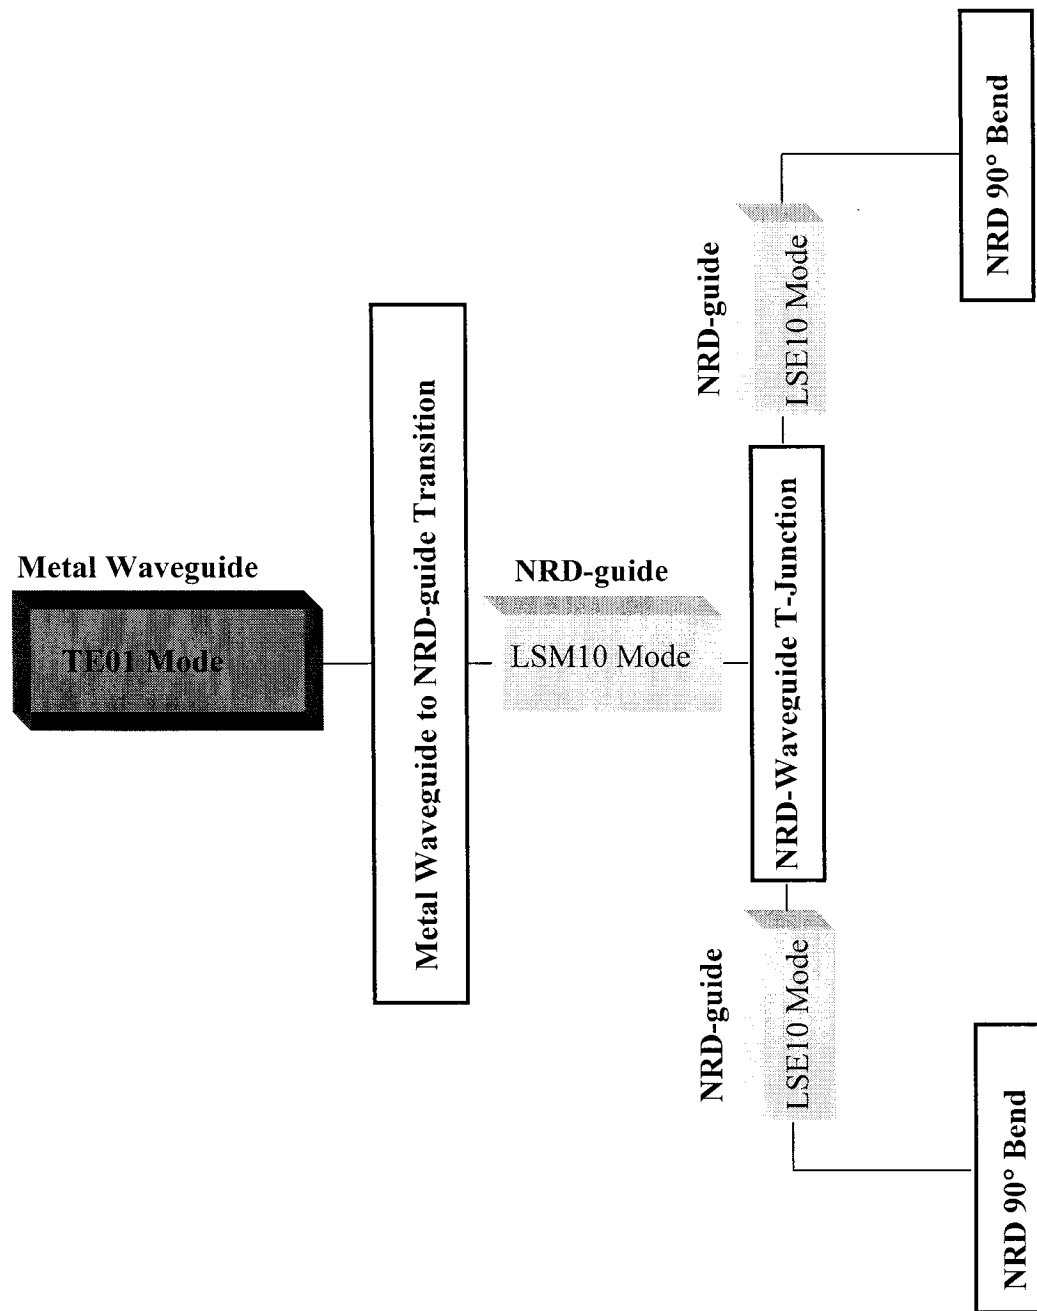 Metal Waveguide
TE01 Mode
Metal Waveguide to NRD-guide Transition
NRD-guide
LSM10 Mode
NRD-Waveguide T-Junction
NRD-guide
LSE10 Mode
NRD-guide
LSE10 Mode
NRD 90° Bend
NRD 90° Bend